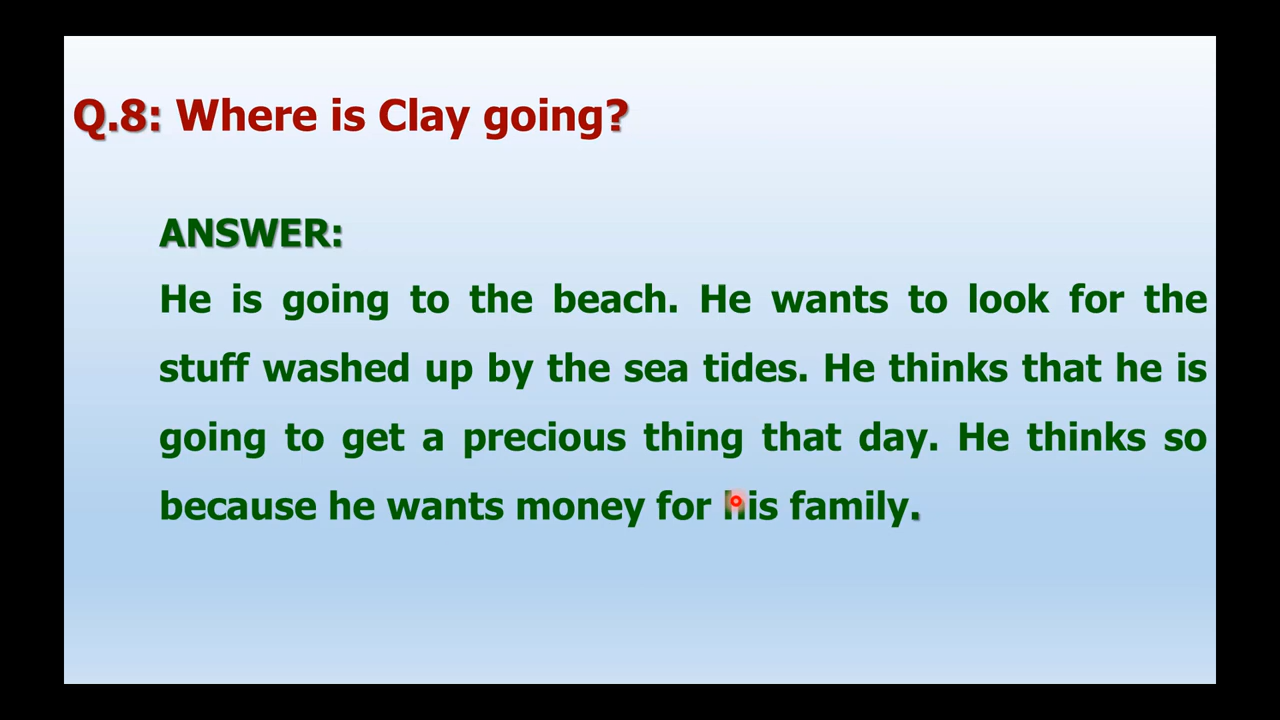 Q.8: Where is Clay going?
ANSWER:
He is going to the beach. He wants to look for the
stuff washed up by the sea tides. He thinks that he is
going to get a precious thing that day. He thinks so
because he wants money for his family.